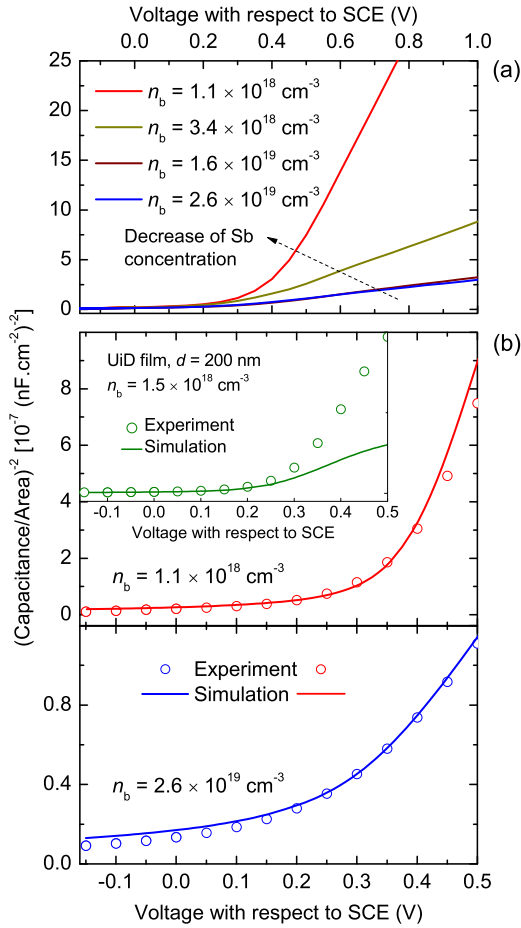 Voltage with respect to SCE (V)
0.0 0.2 0.4 0.6 0.8 1.0
(a)
25
20
15
10
5
0
n_b = 1.1 × 10^18 cm^-3
n_b = 3.4 × 10^18 cm^-3
n_b = 1.6 × 10^19 cm^-3
n_b = 2.6 × 10^19 cm^-3
Decrease of Sb
concentration
(Capacitance/Area)^-2 [10^-7 (nF.cm^-2)^-2]
(b)
8
6
4
2
0
UiD film, d = 200 nm
n_b = 1.5 × 10^18 cm^-3
Experiment
Simulation
-0.1 0.0 0.1 0.2 0.3 0.4 0.5
Voltage with respect to SCE
n_b = 1.1 × 10^18 cm^-3
Experiment
Simulation
0.8
0.4
0.0
n_b = 2.6 × 10^19 cm^-3
-0.1 0.0 0.1 0.2 0.3 0.4 0.5
Voltage with respect to SCE (V)